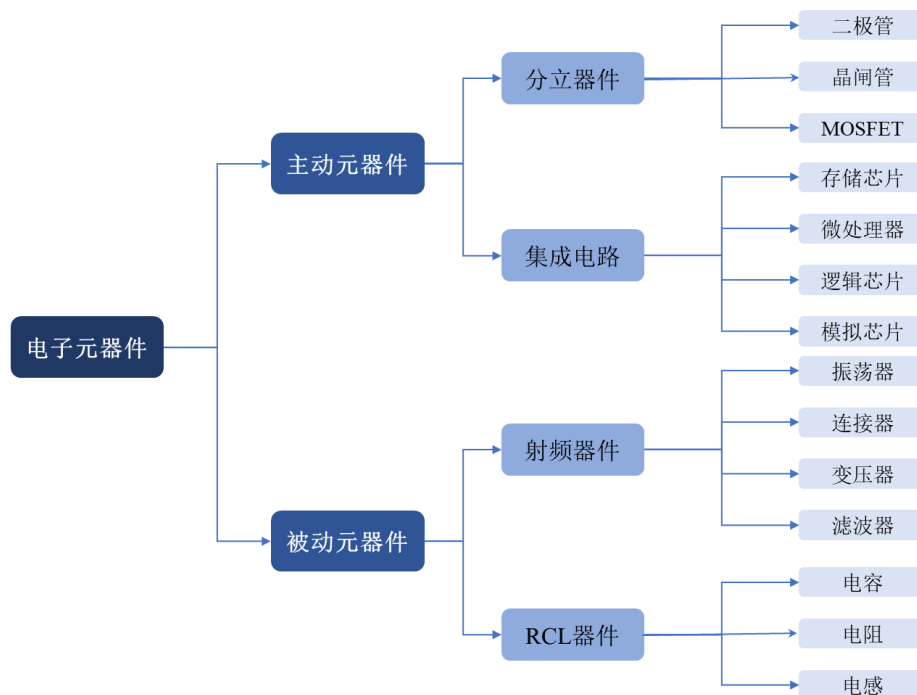 二极管
分立器件
晶闸管
主动元器件
MOSFET
存储芯片
集成电路
微处理器
逻辑芯片
电子元器件
模拟芯片
振荡器
射频器件
连接器
变压器
被动元器件
滤波器
电容
RCL器件
电阻
电感